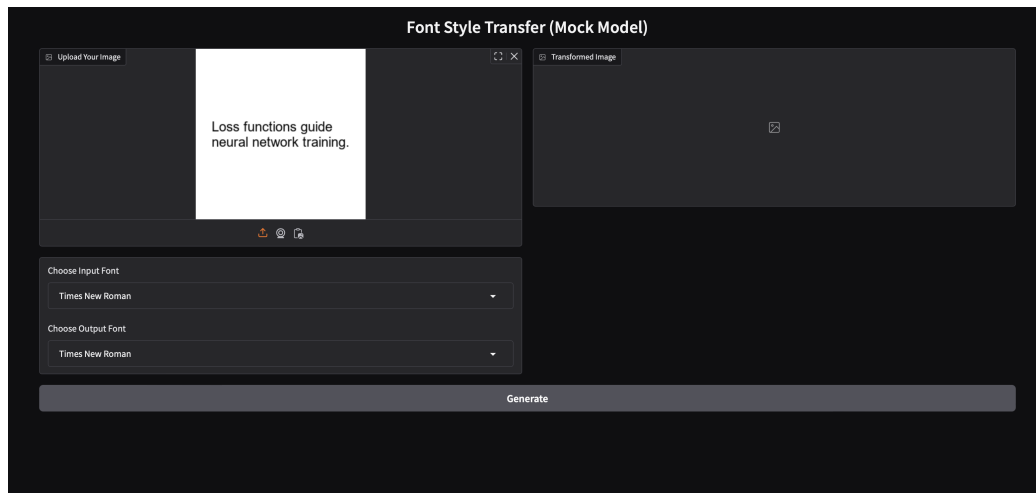 Font Style Transfer (Mock Model)
Upload Your Image
Loss functions guide
neural network training.
Transformed Image
Choose Input Font
Times New Roman
Choose Output Font
Times New Roman
Generate